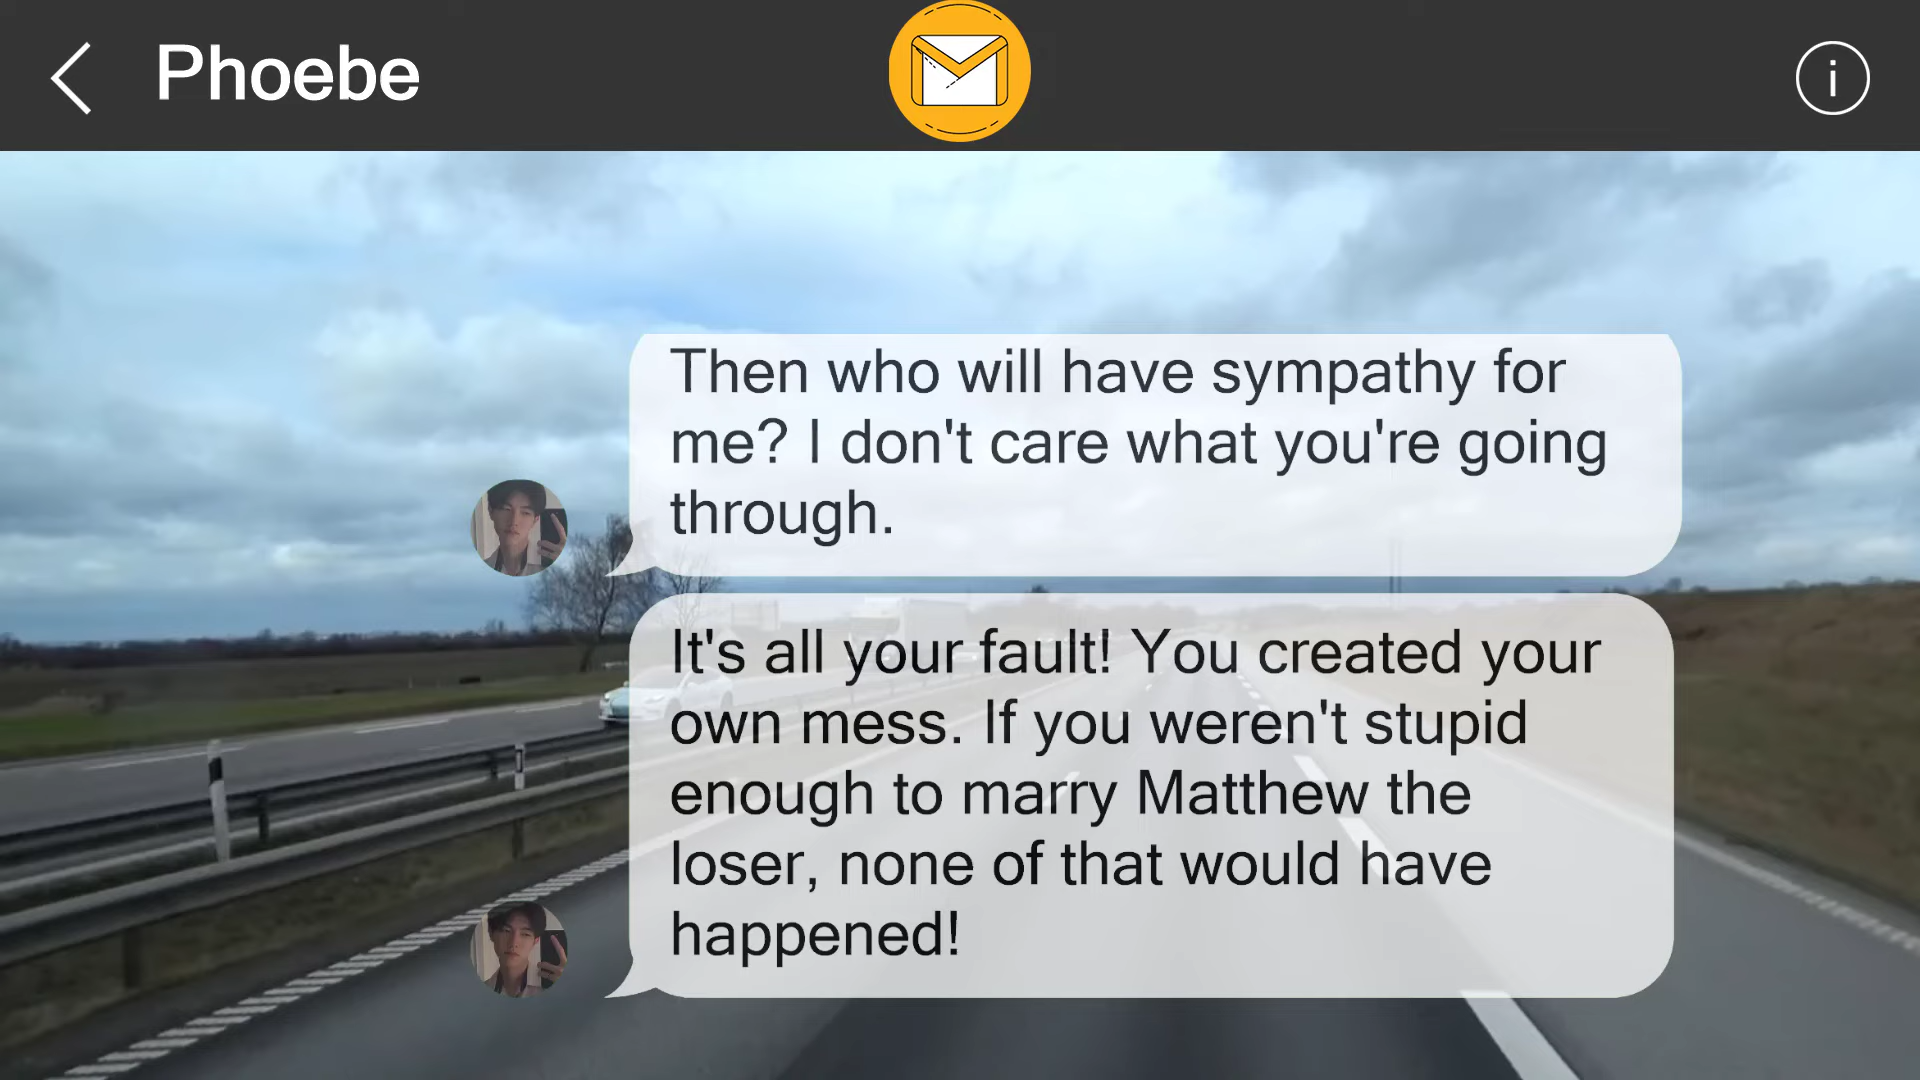 Phoebe
i
Then who will have sympathy for
me? I don't care what you're going
through.
It's all your fault! You created your
own mess. If you weren't stupid
enough to marry Matthew the
loser, none of that would have
happened!